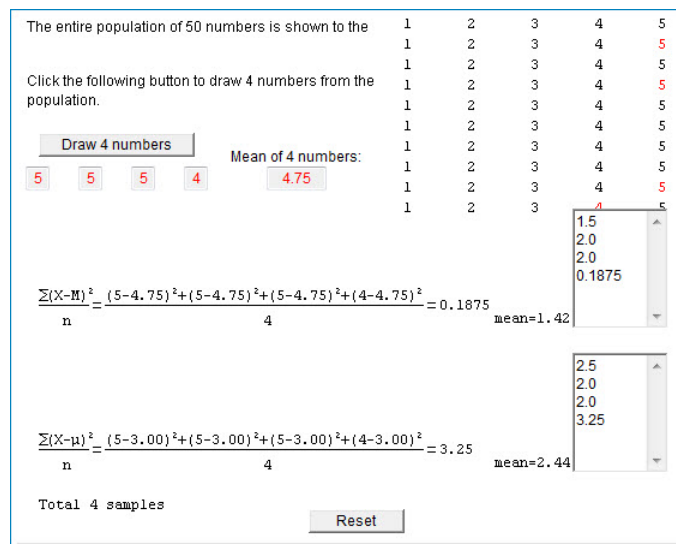 The entire population of 50 numbers is shown to the
1 2 3 4 5
1 2 3 4 5
1 2 3 4 5
1 2 3 4 5
1 2 3 4 5
1 2 3 4 5
1 2 3 4 5
1 2 3 4 5
1 2 3 4 5
1 2 3 4 5
Click the following button to draw 4 numbers from the
population.
Draw 4 numbers
Mean of 4 numbers:
5 5 5 4 4.75
1.5
2.0
2.0
0.1875
∑(X-M)²/n = (5-4.75)²+(5-4.75)²+(5-4.75)²+(4-4.75)²/4 = 0.1875
mean=1.42
2.5
2.0
2.0
3.25
∑(X-μ)²/n = (5-3.00)²+(5-3.00)²+(5-3.00)²+(4-3.00)²/4 = 3.25
mean=2.44
Total 4 samples
Reset